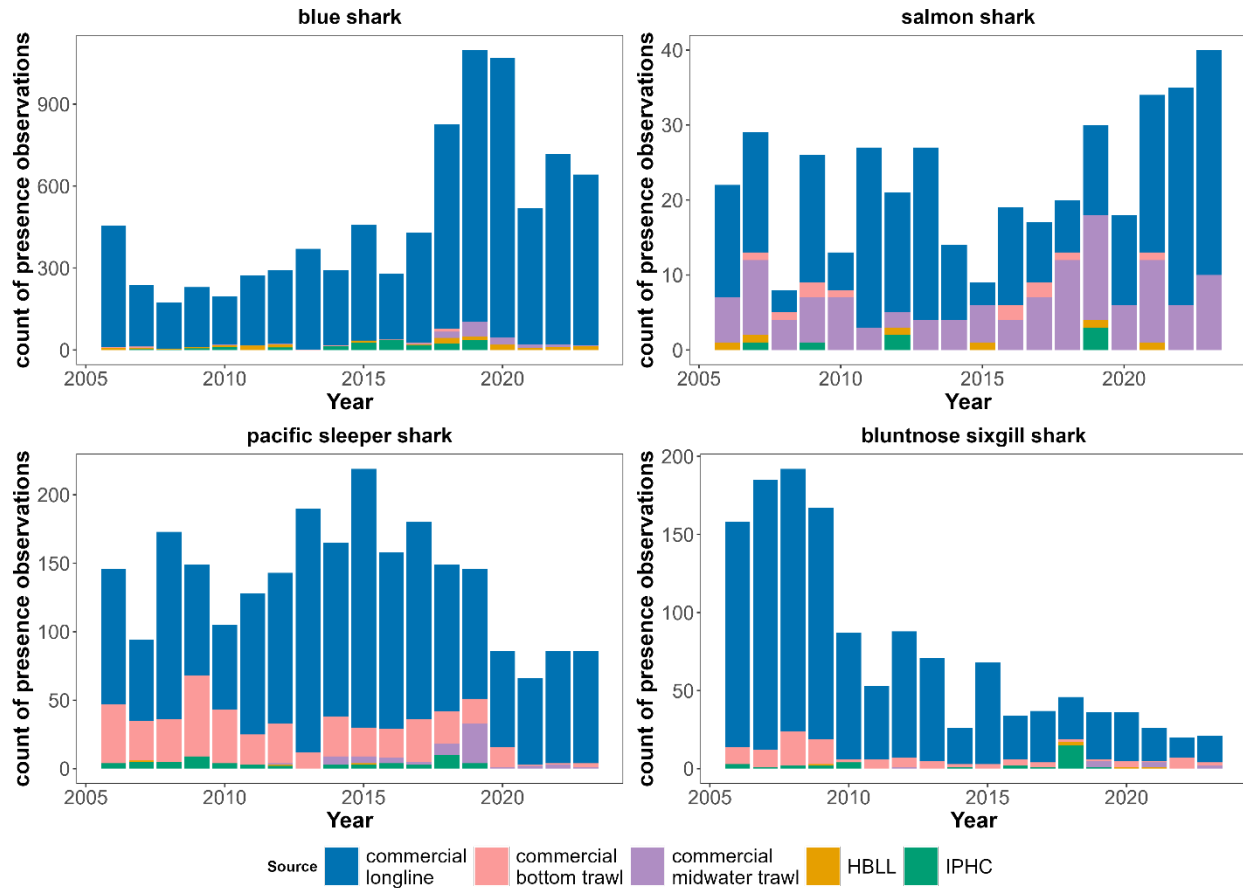 blue shark
salmon shark
count of presence observations
900
600
300
0
2005
2010
2015
2020
Year
count of presence observations
40
30
20
10
0
2005
2010
2015
2020
Year
pacific sleeper shark
bluntnose sixgill shark
count of presence observations
200
150
100
50
0
2005
2010
2015
2020
Year
count of presence observations
200
150
100
50
0
2005
2010
2015
2020
Year
Source
commercial
longline
commercial
bottom trawl
commercial
midwater trawl
HBLL
IPHC